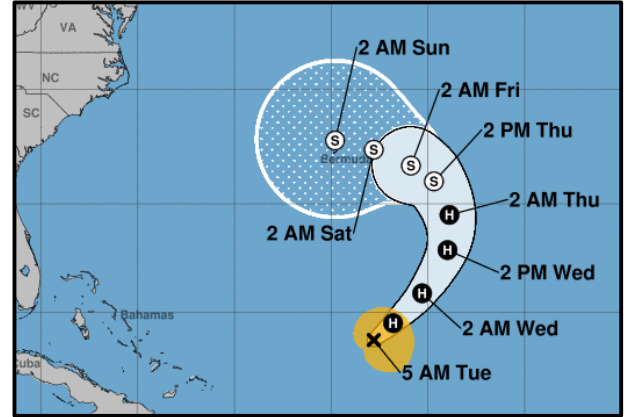 WV
VA
NC
SC
2 AM Sun
2 AM Fri
2 PM Thu
S
S
S
S
Bermuda
2 AM Thu
H
2 AM Sat
H
2 PM Wed
H
Bahamas
H
2 AM Wed
5 AM Tue
Cuba